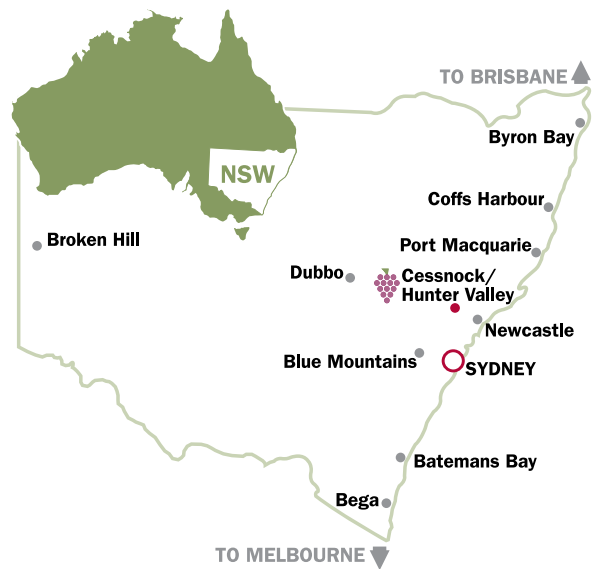 TO BRISBANE
Byron Bay
NSW
Coffs Harbour
Broken Hill
Port Macquarie
Dubbo
Cessnock/
Hunter Valley
Newcastle
Blue Mountains
SYDNEY
Batemans Bay
Bega
TO MELBOURNE